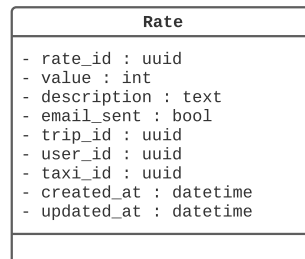 Rate
- rate_id : uuid
- value : int
- description : text
- email_sent : bool
- trip_id : uuid
- user_id : uuid
- taxi_id : uuid
- created_at : datetime
- updated_at : datetime